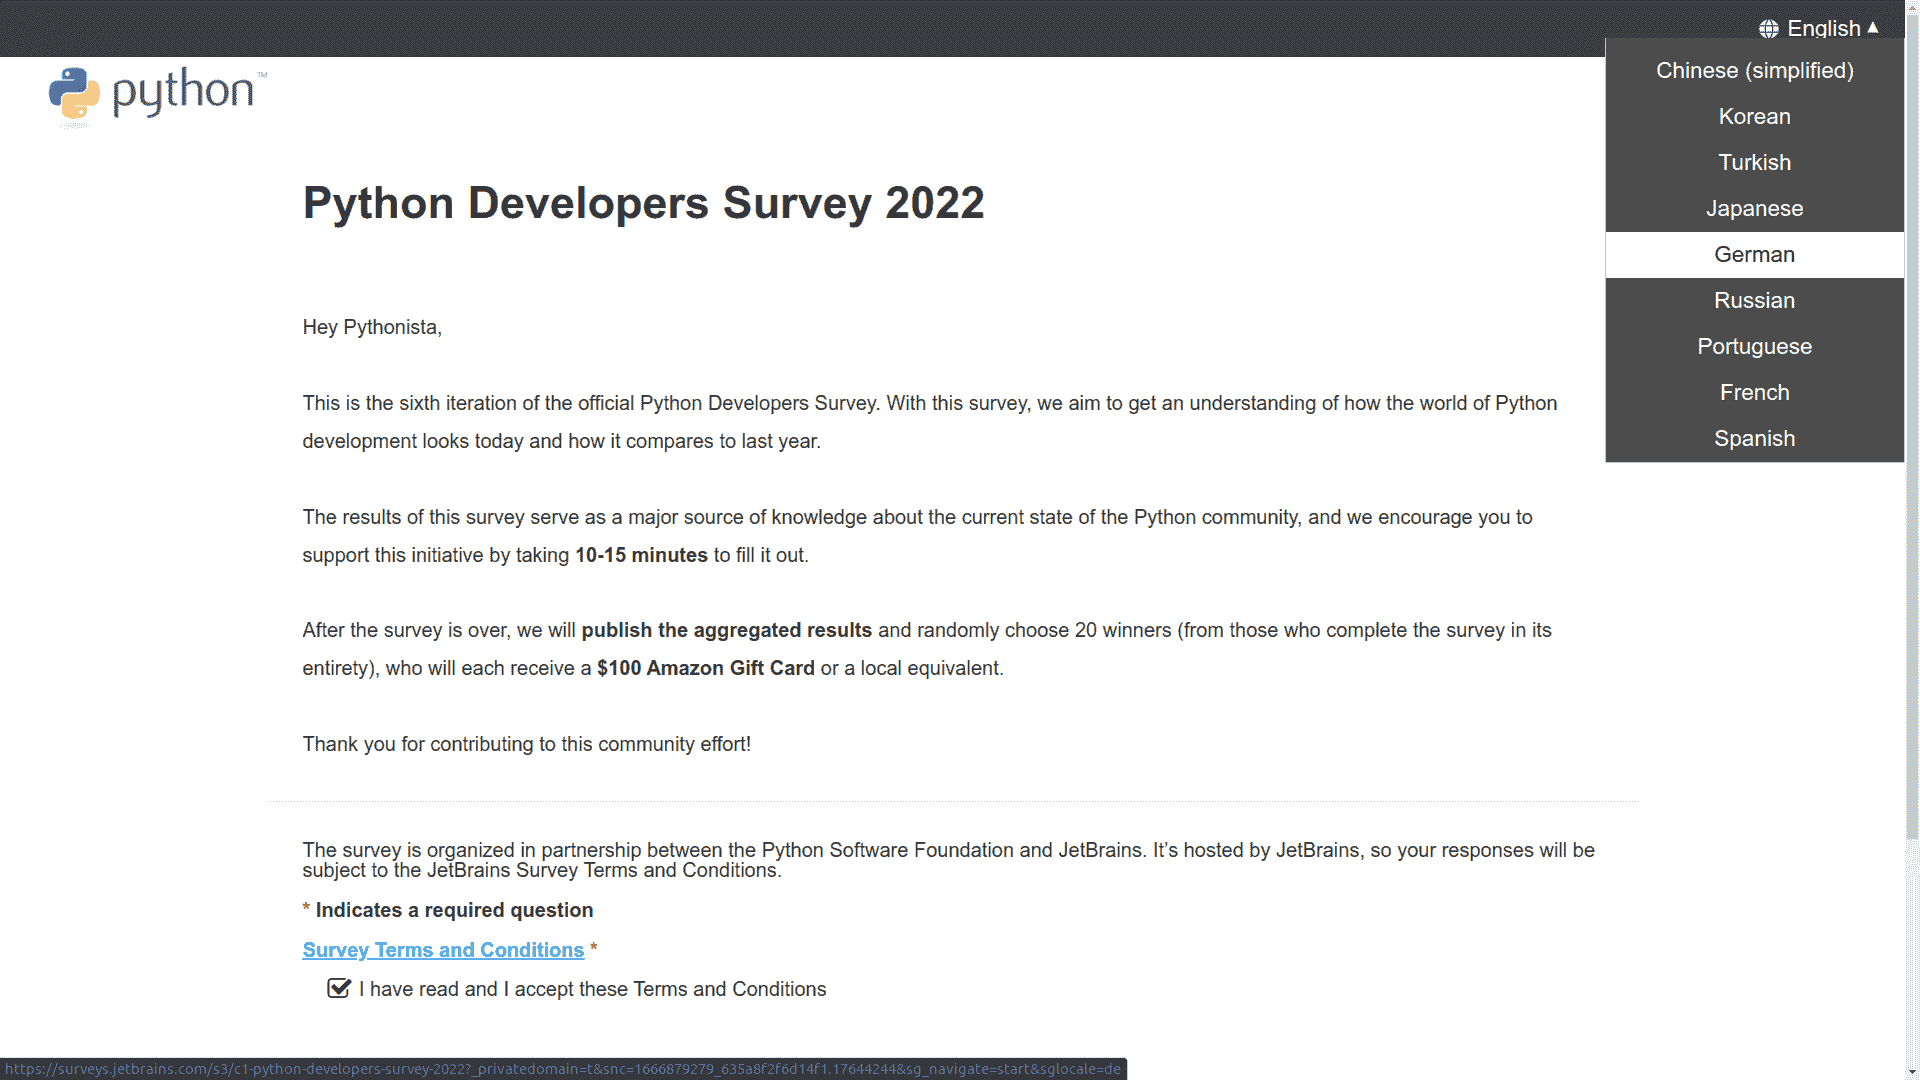 English ▲
python™
Chinese (simplified)
Korean
Turkish
Japanese
German
Russian
Portuguese
French
Spanish
Python Developers Survey 2022
Hey Pythonista,
This is the sixth iteration of the official Python Developers Survey. With this survey, we aim to get an understanding of how the world of Python
development looks today and how it compares to last year.
The results of this survey serve as a major source of knowledge about the current state of the Python community, and we encourage you to
support this initiative by taking 10-15 minutes to fill it out.
After the survey is over, we will publish the aggregated results and randomly choose 20 winners (from those who complete the survey in its
entirety), who will each receive a $100 Amazon Gift Card or a local equivalent.
Thank you for contributing to this community effort!
The survey is organized in partnership between the Python Software Foundation and JetBrains. It’s hosted by JetBrains, so your responses will be
subject to the JetBrains Survey Terms and Conditions.
* Indicates a required question
Survey Terms and Conditions *
I have read and I accept these Terms and Conditions
https://surveys.jetbrains.com/s3/c1-python-developers-survey-2022?_privatedomain=t&snc=1666879279_635a8f2f6d14f1.17644244&sg_navigate=start&sglocale=de